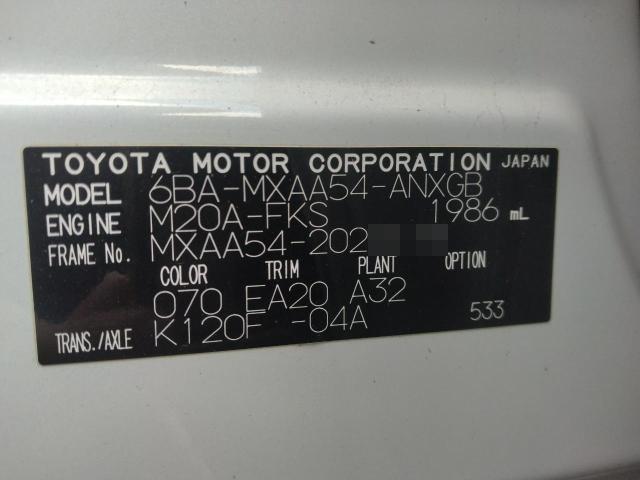 TOYOTA MOTOR CORPORATION JAPAN
MODEL 6BA-MXAA54-ANXGB
ENGINE M20A-FKS 1986 mL
FRAME No. MXAA54-202
COLOR TRIM PLANT OPTION
070 EA20 A32
TRANS./AXLE K120F -04A 533